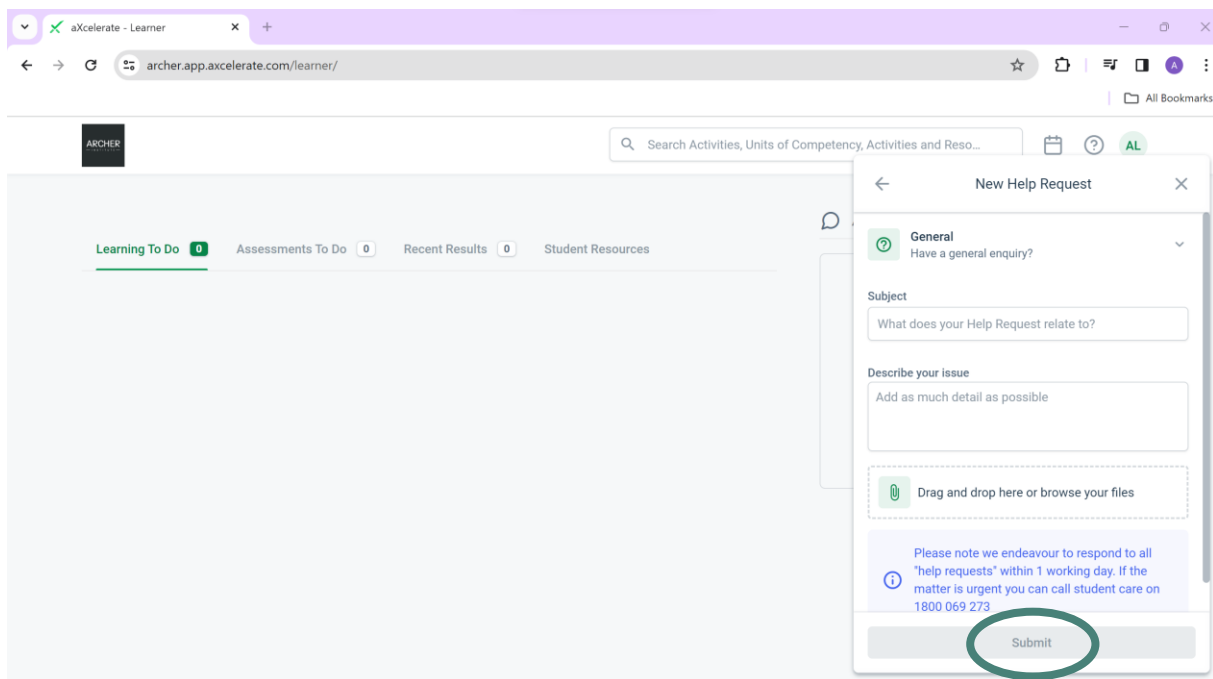 aXcelerate - Learner
archer.app.axcelerate.com/learner/
A
All Bookmarks
ARCHER
Search Activities, Units of Competency, Activities and Reso...
AL
New Help Request
Learning To Do 0 Assessments To Do 0 Recent Results 0 Student Resources
General
Have a general enquiry?
Subject
What does your Help Request relate to?
Describe your issue
Add as much detail as possible
Drag and drop here or browse your files
Please note we endeavour to respond to all
"help requests" within 1 working day. If the
matter is urgent you can call student care on
1800 069 273
Submit